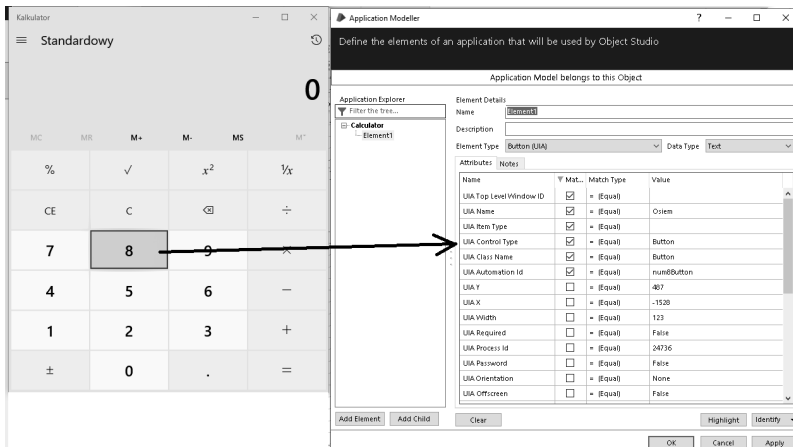 Kalkulator
Standardowy
0
MC MR M+ M- MS M˅
% √ x² ¹/x
CE C ÷
7 8 9 ×
4 5 6 −
1 2 3 +
± 0 . =
Application Modeller ?
Define the elements of an application that will be used by Object Studio
Application Model belongs to this Object
Application Explorer
Filter the tree...
Calculator
Element1
Element Details
Name Element1
Description
Element Type Button (UIA) Data Type Text
Attributes Notes
Name Mat... Match Type Value
UIA Top Level Window ID = (Equal)
UIA Name = (Equal) Osiem
UIA Item Type = (Equal)
UIA Control Type = (Equal) Button
UIA Class Name = (Equal) Button
UIA Automation Id = (Equal) num8Button
UIA Y = (Equal) 487
UIA X = (Equal) -1528
UIA Width = (Equal) 123
UIA Required = (Equal) False
UIA Process Id = (Equal) 24736
UIA Password = (Equal) False
UIA Orientation = (Equal) None
UIA Offscreen = (Equal) False
Add Element Add Child Clear Highlight Identify
OK Cancel Apply